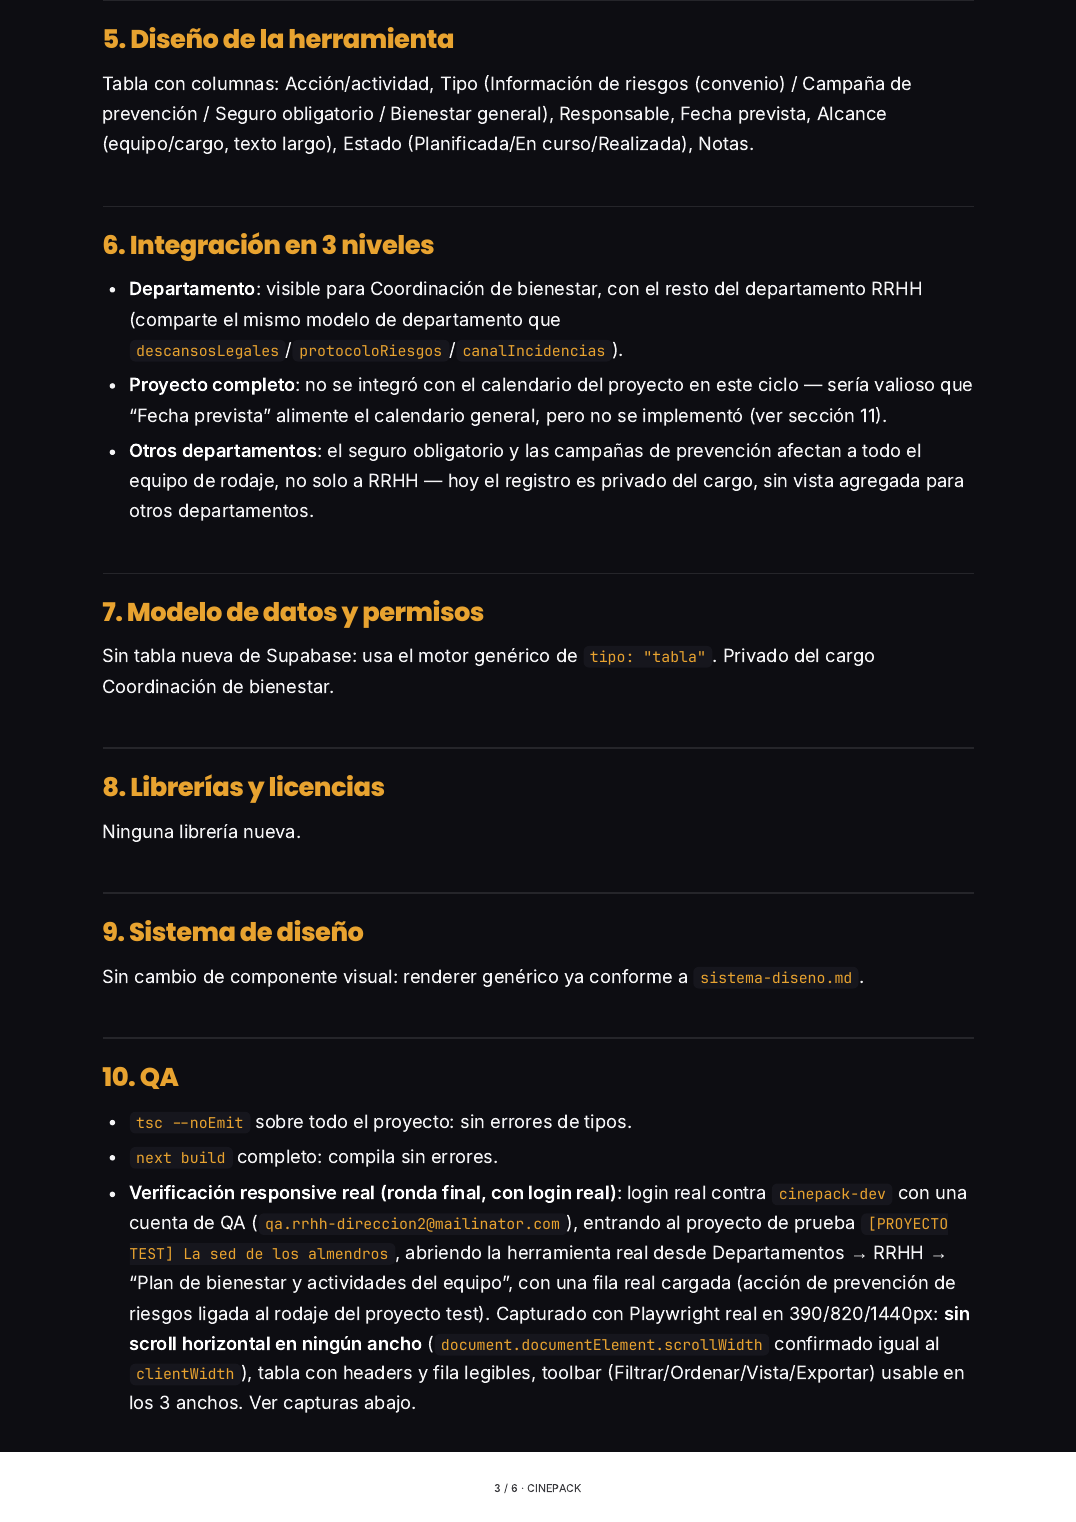 5. Diseño de la herramienta
Tabla con columnas: Acción/actividad, Tipo (Información de riesgos (convenio) / Campaña de
prevención / Seguro obligatorio / Bienestar general), Responsable, Fecha prevista, Alcance
(equipo/cargo, texto largo), Estado (Planificada/En curso/Realizada), Notas.
6. Integración en 3 niveles
• Departamento: visible para Coordinación de bienestar, con el resto del departamento RRHH
(comparte el mismo modelo de departamento que
descansosLegales / protocoloRiesgos / canalIncidencias ).
• Proyecto completo: no se integró con el calendario del proyecto en este ciclo — sería valioso que
“Fecha prevista” alimente el calendario general, pero no se implementó (ver sección 11).
• Otros departamentos: el seguro obligatorio y las campañas de prevención afectan a todo el
equipo de rodaje, no solo a RRHH — hoy el registro es privado del cargo, sin vista agregada para
otros departamentos.
7. Modelo de datos y permisos
Sin tabla nueva de Supabase: usa el motor genérico de tipo: "tabla" . Privado del cargo
Coordinación de bienestar.
8. Librerías y licencias
Ninguna librería nueva.
9. Sistema de diseño
Sin cambio de componente visual: renderer genérico ya conforme a sistema-diseno.md .
10. QA
• tsc --noEmit sobre todo el proyecto: sin errores de tipos.
• next build completo: compila sin errores.
• Verificación responsive real (ronda final, con login real): login real contra cinepack-dev con una
cuenta de QA ( qa.rrhh-direccion2@mailinator.com ), entrando al proyecto de prueba [PROYECTO
TEST] La sed de los almendros , abriendo la herramienta real desde Departamentos → RRHH →
“Plan de bienestar y actividades del equipo”, con una fila real cargada (acción de prevención de
riesgos ligada al rodaje del proyecto test). Capturado con Playwright real en 390/820/1440px: sin
scroll horizontal en ningún ancho ( document.documentElement.scrollWidth confirmado igual al
clientWidth ), tabla con headers y fila legibles, toolbar (Filtrar/Ordenar/Vista/Exportar) usable en
los 3 anchos. Ver capturas abajo.
3 / 6 · CINEPACK